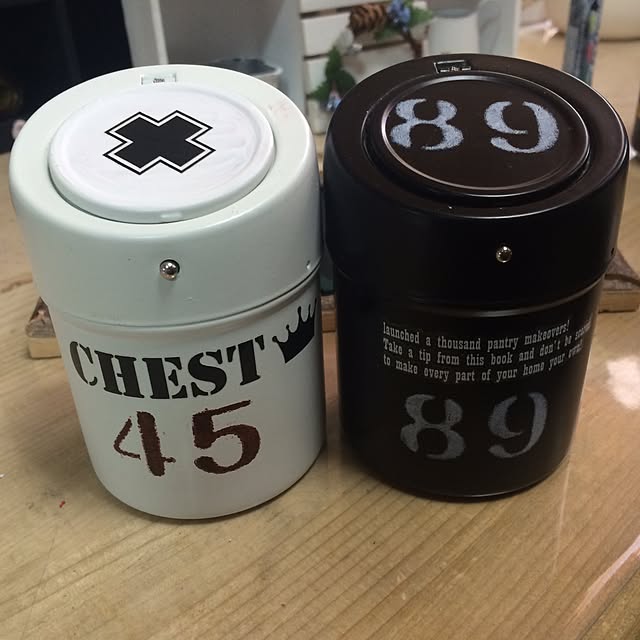 CHEST
45
89
launched a thousand pantry makeovers!
Take a tip from this book and don't be
to make every part of your home your own
89